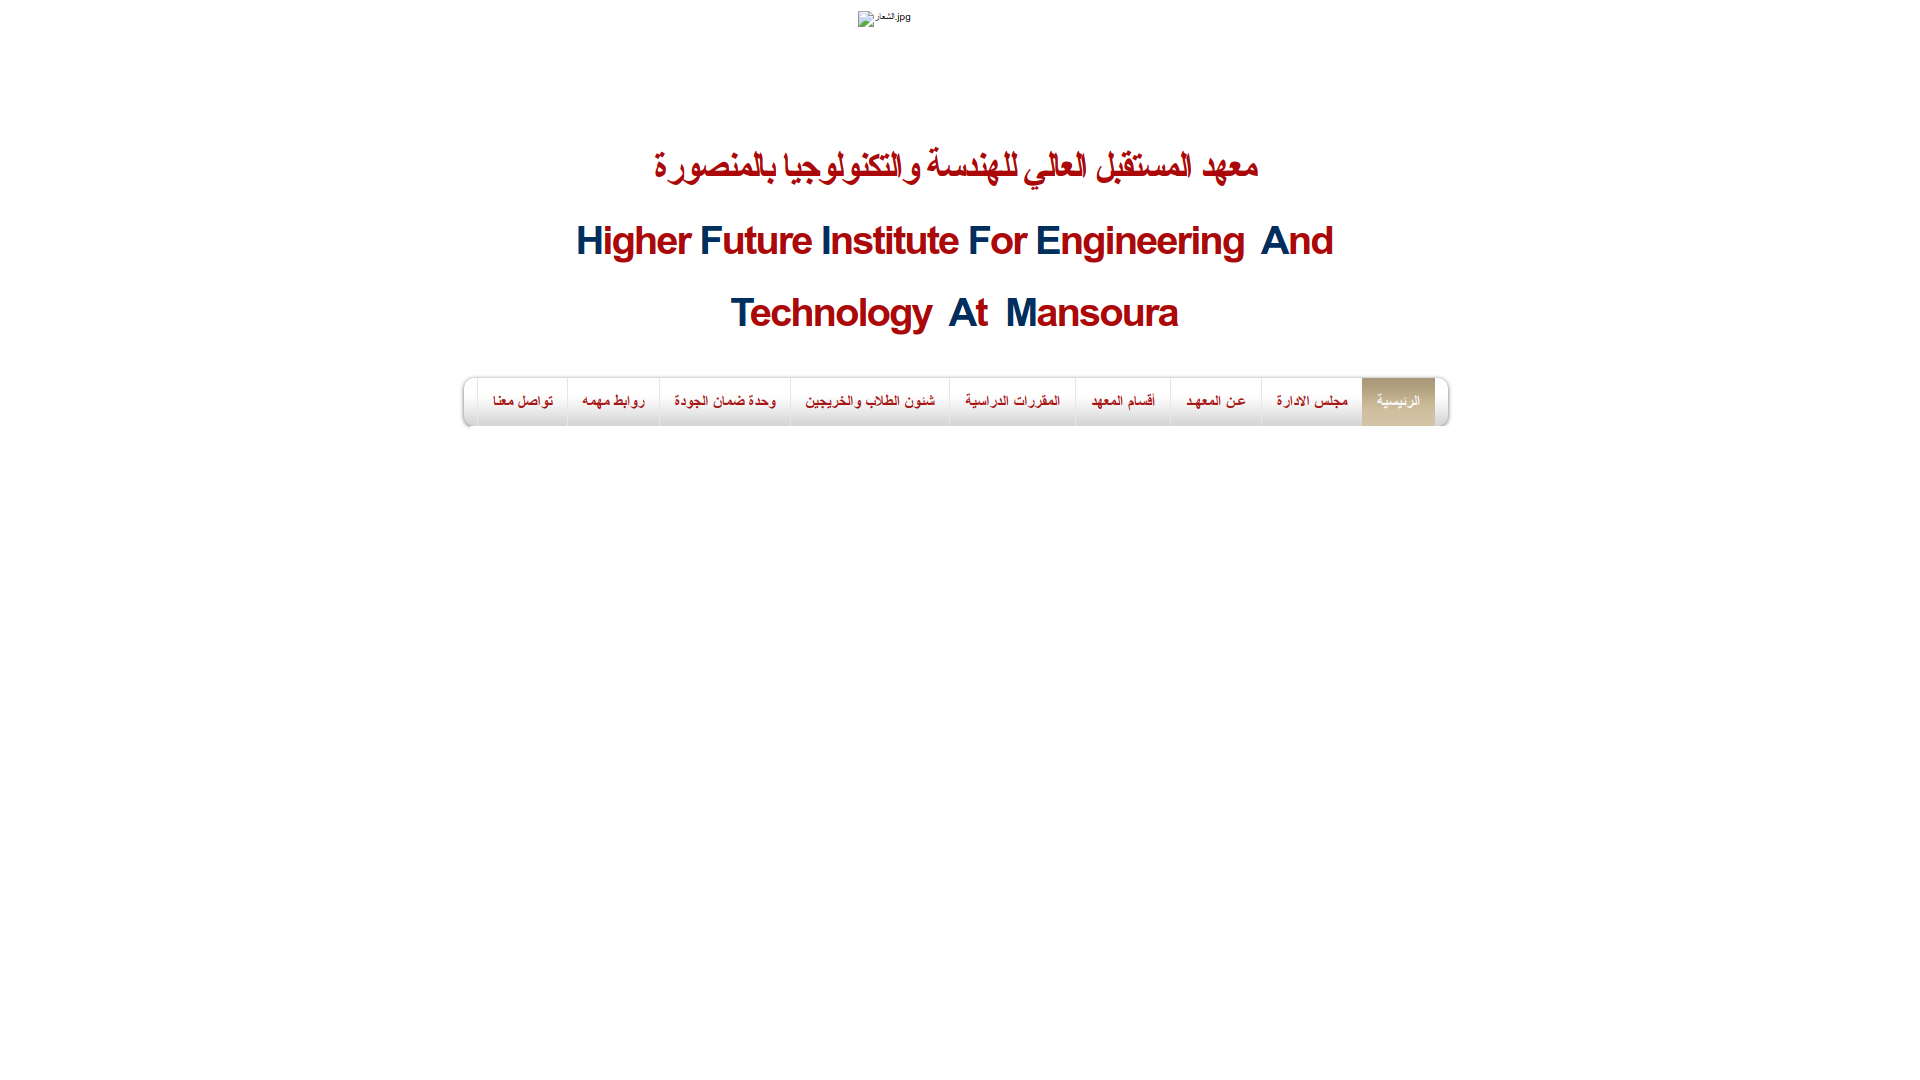 الشعار.jpg
معهد المستقبل العالي للهندسة والتكنولوجيا بالمنصورة
Higher Future Institute For Engineering And
Technology At Mansoura
الرئيسية مجلس الادارة عن المعهد أقسام المعهد المقررات الدراسية شئون الطلاب والخريجين وحدة ضمان الجودة روابط مهمه تواصل معنا